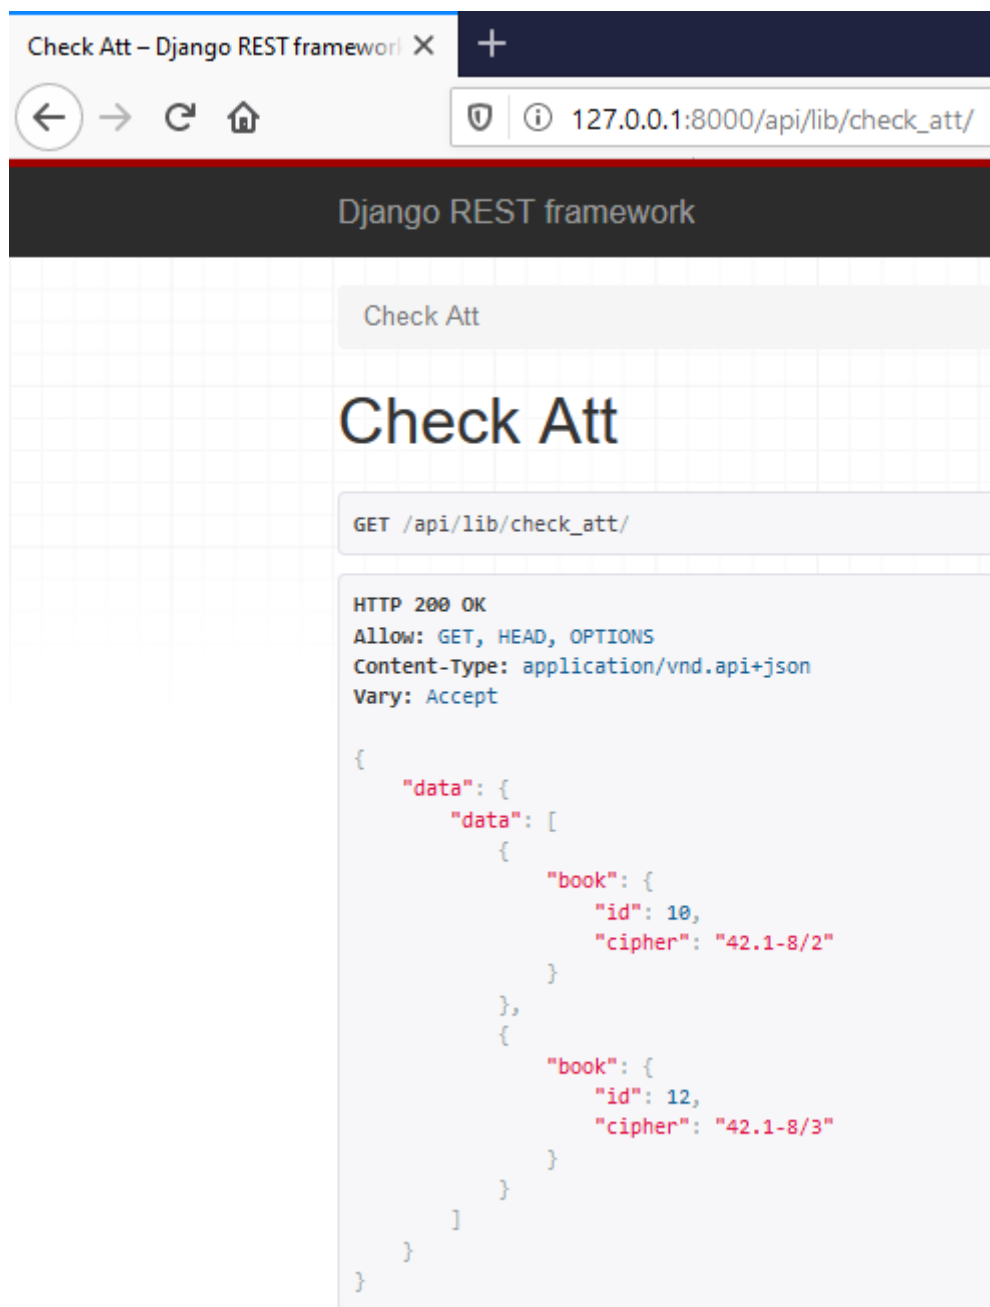 Check Att – Django REST framework
127.0.0.1:8000/api/lib/check_att/
Django REST framework
Check Att
Check Att
GET /api/lib/check_att/
HTTP 200 OK
Allow: GET, HEAD, OPTIONS
Content-Type: application/vnd.api+json
Vary: Accept
{
    "data": {
        "data": [
            {
                "book": {
                    "id": 10,
                    "cipher": "42.1-8/2"
                }
            },
            {
                "book": {
                    "id": 12,
                    "cipher": "42.1-8/3"
                }
            }
        ]
    }
}